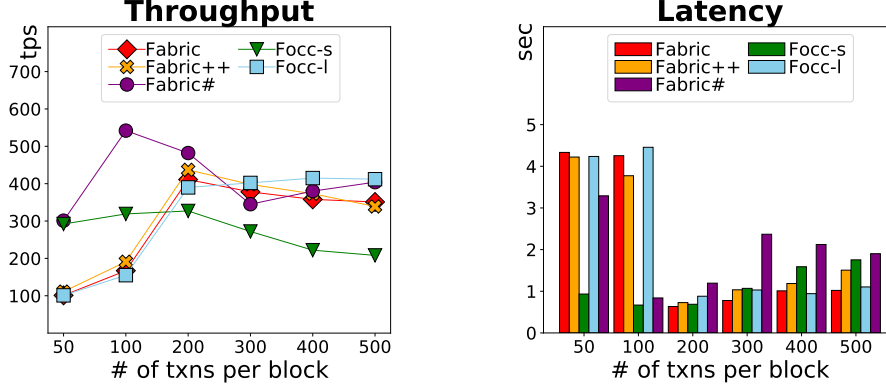 Throughput
tps
Fabric
Fabric++
Fabric#
Focc-s
Focc-l
700
600
500
400
300
200
100
50 100 200 300 400 500
# of txns per block
Latency
sec
Fabric
Fabric++
Fabric#
Focc-s
Focc-l
5
4
3
2
1
0
50 100 200 300 400 500
# of txns per block